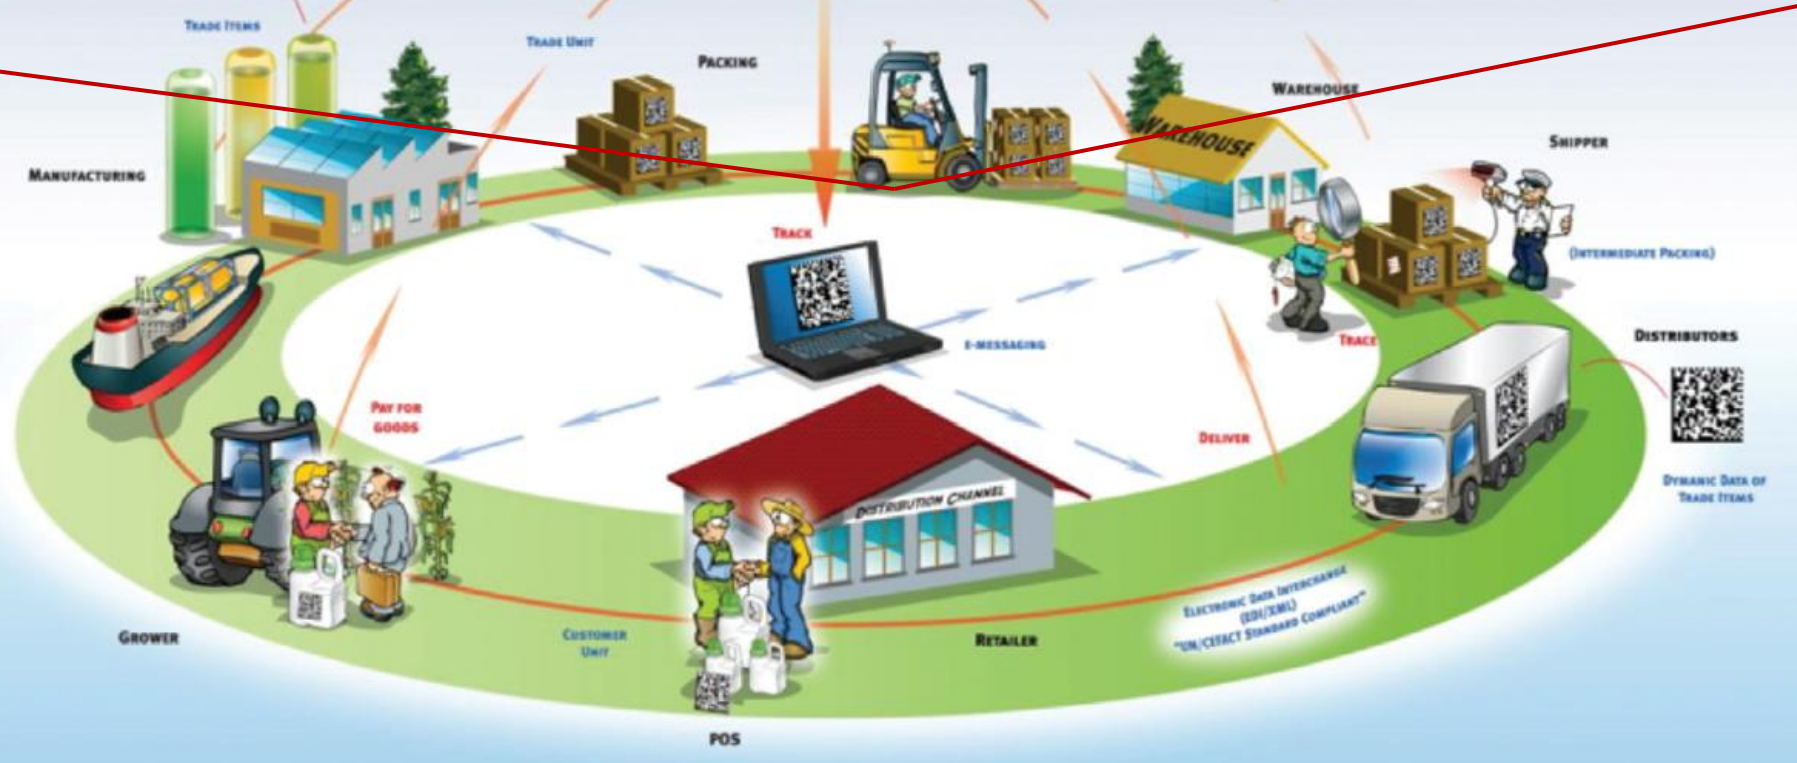 TRADE ITEMS
TRADE UNIT
PACKING
WAREHOUSE
WAREHOUSE
SHIPPER
MANUFACTURING
TRACK
(INTERMEDIATE PACKING)
E-MESSAGING
TRACE
DISTRIBUTORS
PAY FOR
GOODS
DELIVER
DYMANIC DATA OF
TRADE ITEMS
DISTRIBUTION CHANNEL
ELECTRONIC DATA INTERCHANGE
(EDI/XML)
"UN/CEFACT STANDARD COMPLIANT"
GROWER
CUSTOMER
UNIT
RETAILER
POS